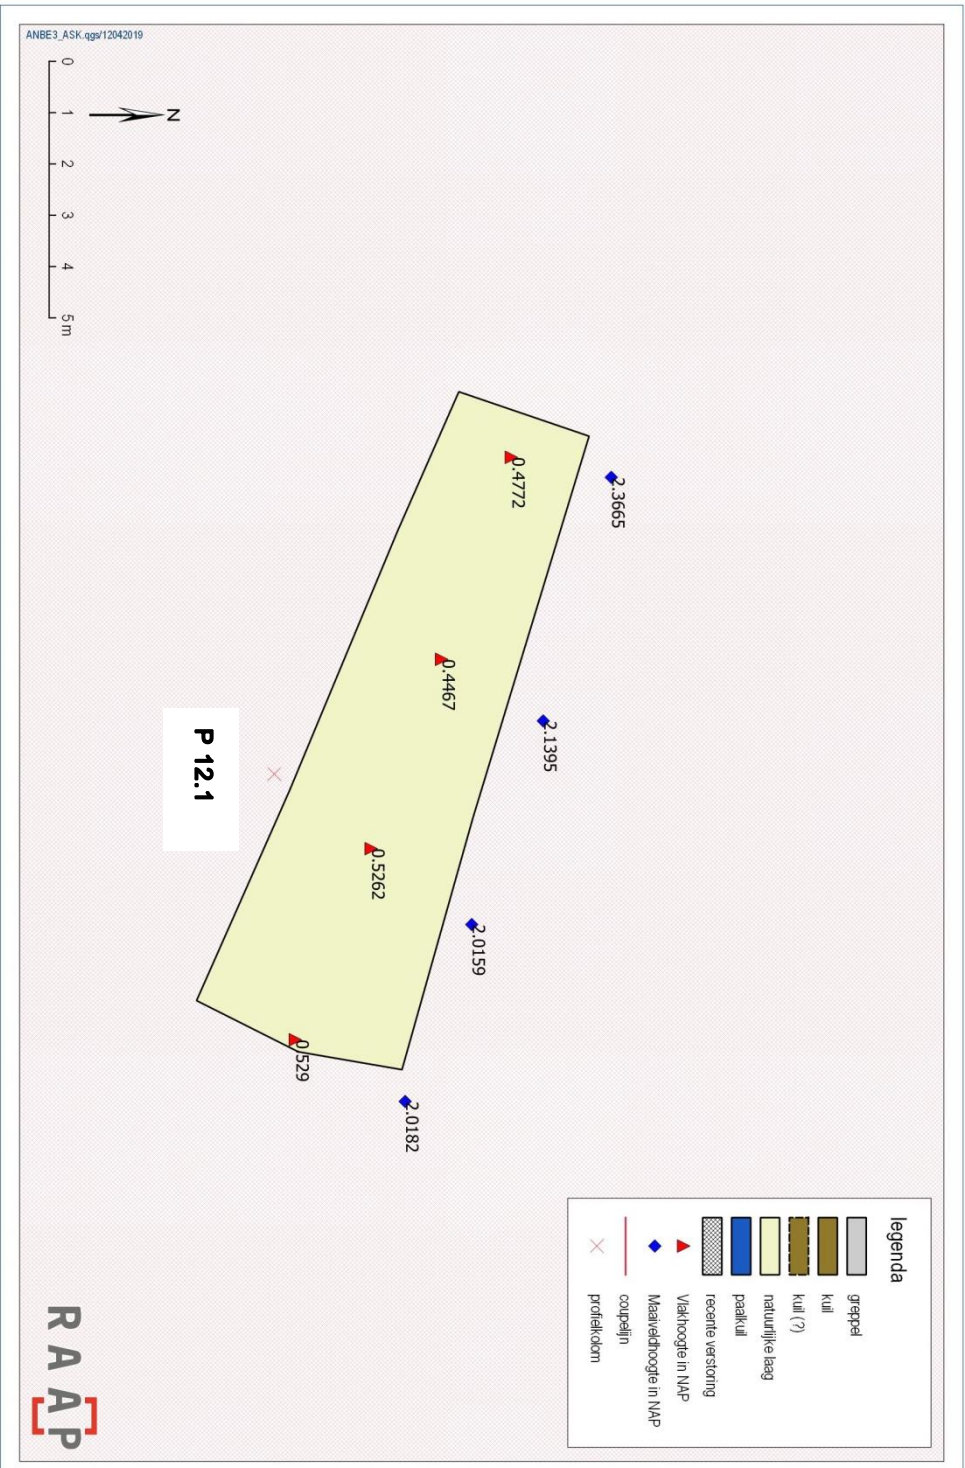 ANBE3_ASK.qgs/12042019
0 1 2 3 4 5 m
N
2.3665
0.4772
2.1395
0.4467
2.0159
0.5262
2.0182
0.529
P 12.1
legenda
greppel
kuil
kuil (?)
natuurlijke laag
paalkuil
recente verstoring
Vlakhoogte in NAP
Maaiveldhoogte in NAP
coupelijn
profielkolom
RAAP